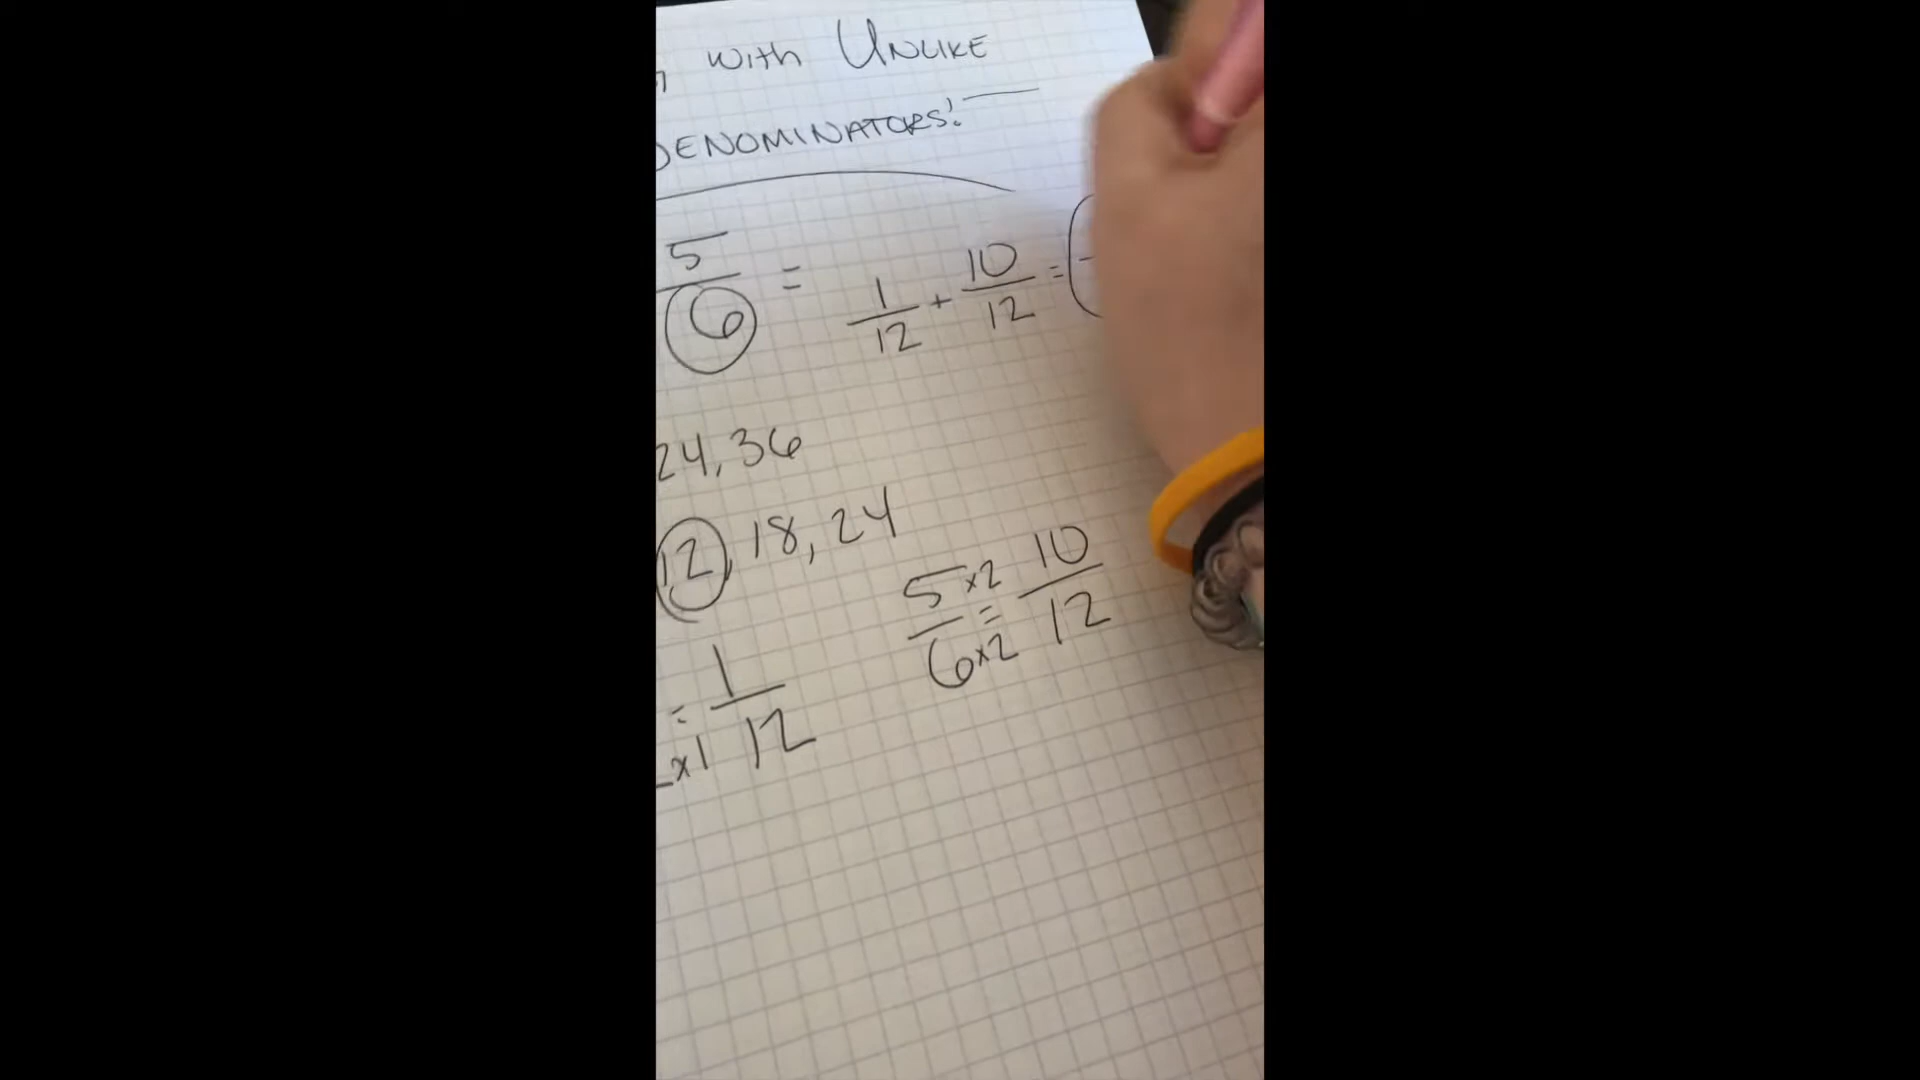 with UNLIKE
DENOMINATORS!
5/6 = 1/12 + 10/12 =
24, 36
12, 18, 24
5×2/6×2 = 10/12
×1 = 1/12